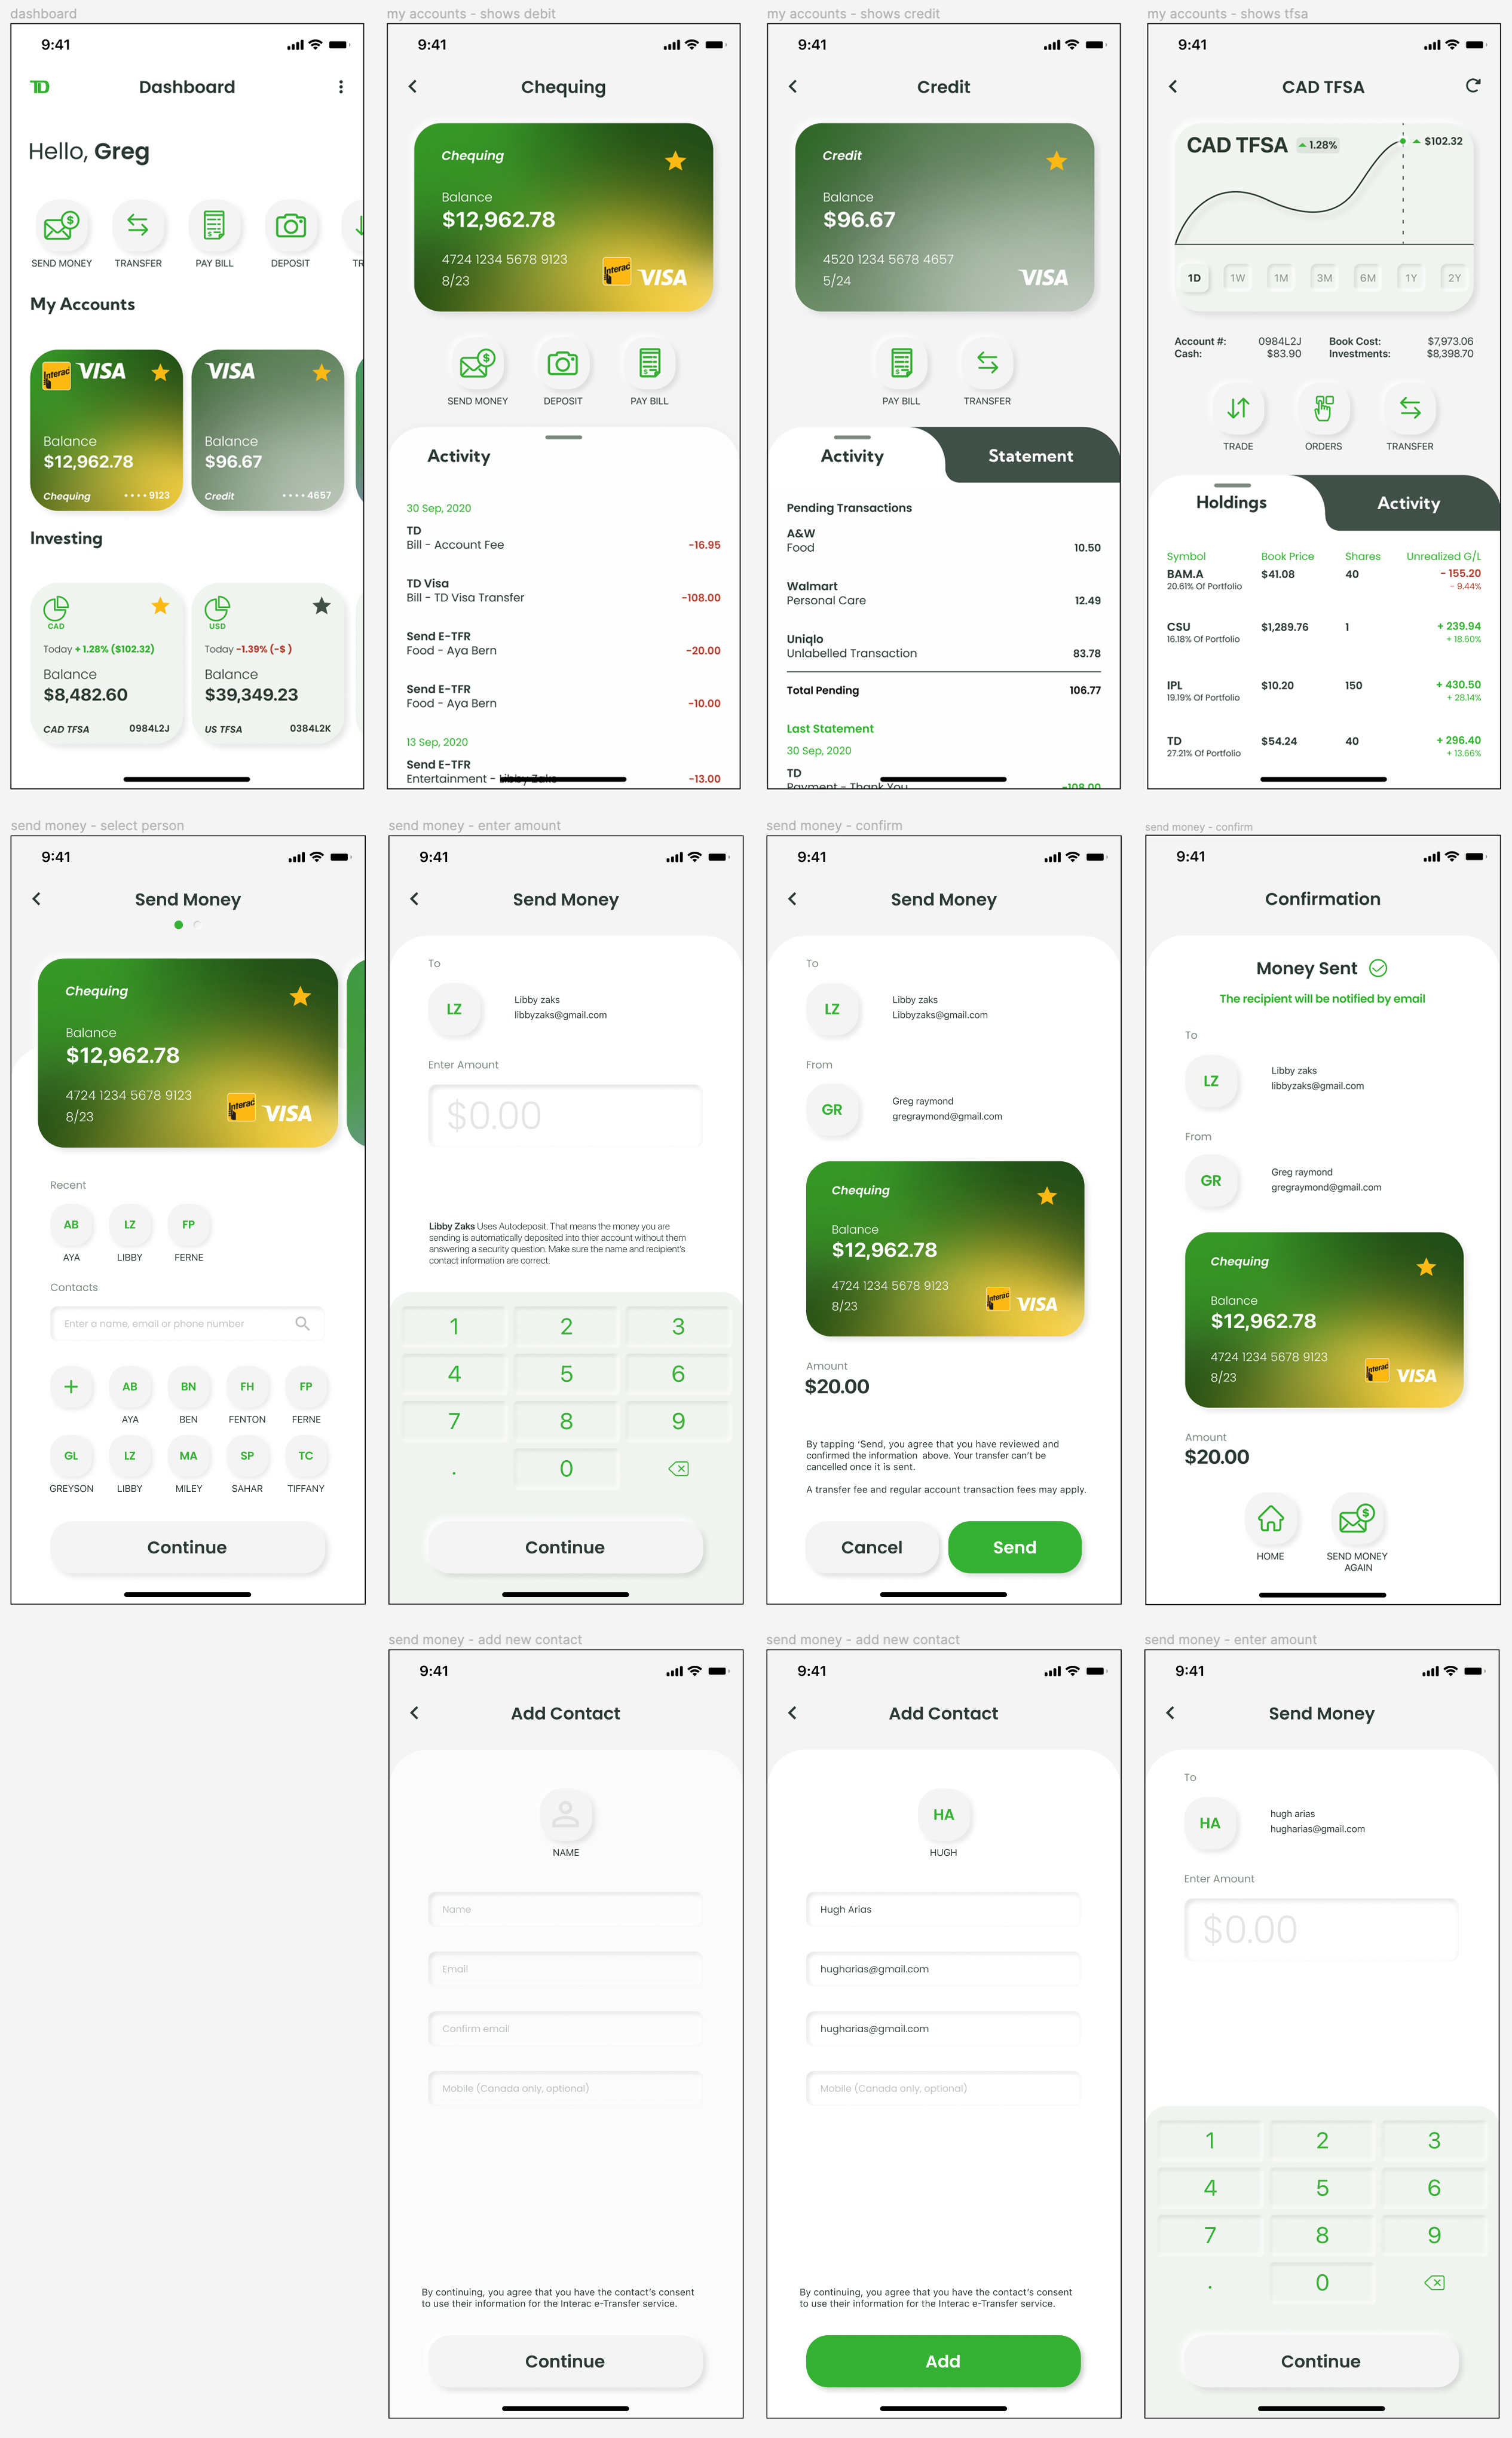 dashboard
9:41
TD
Dashboard
Hello, Greg
SEND MONEY
TRANSFER
PAY BILL
DEPOSIT
TR
My Accounts
Interac VISA
Balance
$12,962.78
Chequing
•••• 9123
VISA
Balance
$96.67
Credit
•••• 4657
Investing
CAD
Today +1.28% ($102.32)
Balance
$8,482.60
CAD TFSA
0984L2J
USD
Today -1.39% (-$ )
Balance
$39,349.23
US TFSA
0384L2K
my accounts - shows debit
9:41
Chequing
Chequing
Balance
$12,962.78
4724 1234 5678 9123
8/23
Interac VISA
SEND MONEY
DEPOSIT
PAY BILL
Activity
30 Sep, 2020
TD
Bill - Account Fee
-16.95
TD Visa
Bill - TD Visa Transfer
-108.00
Send E-TFR
Food - Aya Bern
-20.00
Send E-TFR
Food - Aya Bern
-10.00
13 Sep, 2020
Send E-TFR
Entertainment - Libby Zaks
-13.00
my accounts - shows credit
9:41
Credit
Credit
Balance
$96.67
4520 1234 5678 4657
5/24
VISA
PAY BILL
TRANSFER
Activity
Statement
Pending Transactions
A&W
Food
10.50
Walmart
Personal Care
12.49
Uniqlo
Unlabelled Transaction
83.78
Total Pending
106.77
Last Statement
30 Sep, 2020
TD
Payment - Thank You
-108.00
my accounts - shows tfsa
9:41
CAD TFSA
CAD TFSA
1.28%
$102.32
1D
1W
1M
3M
6M
1Y
2Y
Account #: 0984L2J
Cash: $83.90
Book Cost: $7,973.06
Investments: $8,398.70
TRADE
ORDERS
TRANSFER
Holdings
Activity
Symbol
Book Price
Shares
Unrealized G/L
BAM.A
20.61% Of Portfolio
$41.08
40
- 155.20
- 9.44%
CSU
16.18% Of Portfolio
$1,289.76
1
+ 239.94
+ 18.60%
IPL
19.19% Of Portfolio
$10.20
150
+ 430.50
+ 28.14%
TD
27.21% Of Portfolio
$54.24
40
+ 296.40
+ 13.66%
send money - select person
9:41
Send Money
Chequing
Balance
$12,962.78
4724 1234 5678 9123
8/23
Interac VISA
Recent
AB
LZ
FP
AYA
LIBBY
FERNE
Contacts
Enter a name, email or phone number
+
AB
BN
FH
FP
AYA
BEN
FENTON
FERNE
GL
LZ
MA
SP
TC
GREYSON
LIBBY
MILEY
SAHAR
TIFFANY
Continue
send money - enter amount
9:41
Send Money
To
LZ
Libby zaks
libbyzaks@gmail.com
Enter Amount
$0.00
Libby Zaks Uses Autodeposit. That means the money you are
sending is automatically deposited into thier account without them
answering a security question. Make sure the name and recipient's
contact information are correct.
1
2
3
4
5
6
7
8
9
.
0
Continue
send money - confirm
9:41
Send Money
To
LZ
Libby zaks
Libbyzaks@gmail.com
From
GR
Greg raymond
gregraymond@gmail.com
Chequing
Balance
$12,962.78
4724 1234 5678 9123
8/23
Interac VISA
Amount
$20.00
By tapping 'Send, you agree that you have reviewed and
confirmed the information above. Your transfer can't be
cancelled once it is sent.
A transfer fee and regular account transaction fees may apply.
Cancel
Send
send money - confirm
9:41
Confirmation
Money Sent
The recipient will be notified by email
To
LZ
Libby zaks
libbyzaks@gmail.com
From
GR
Greg raymond
gregraymond@gmail.com
Chequing
Balance
$12,962.78
4724 1234 5678 9123
8/23
Interac VISA
Amount
$20.00
HOME
SEND MONEY
AGAIN
send money - add new contact
9:41
Add Contact
NAME
Name
Email
Confirm email
Mobile (Canada only, optional)
By continuing, you agree that you have the contact's consent
to use their information for the Interac e-Transfer service.
Continue
send money - add new contact
9:41
Add Contact
HA
HUGH
Hugh Arias
hugharias@gmail.com
hugharias@gmail.com
Mobile (Canada only, optional)
By continuing, you agree that you have the contact's consent
to use their information for the Interac e-Transfer service.
Add
send money - enter amount
9:41
Send Money
To
HA
hugh arias
hugharias@gmail.com
Enter Amount
$0.00
1
2
3
4
5
6
7
8
9
.
0
Continue